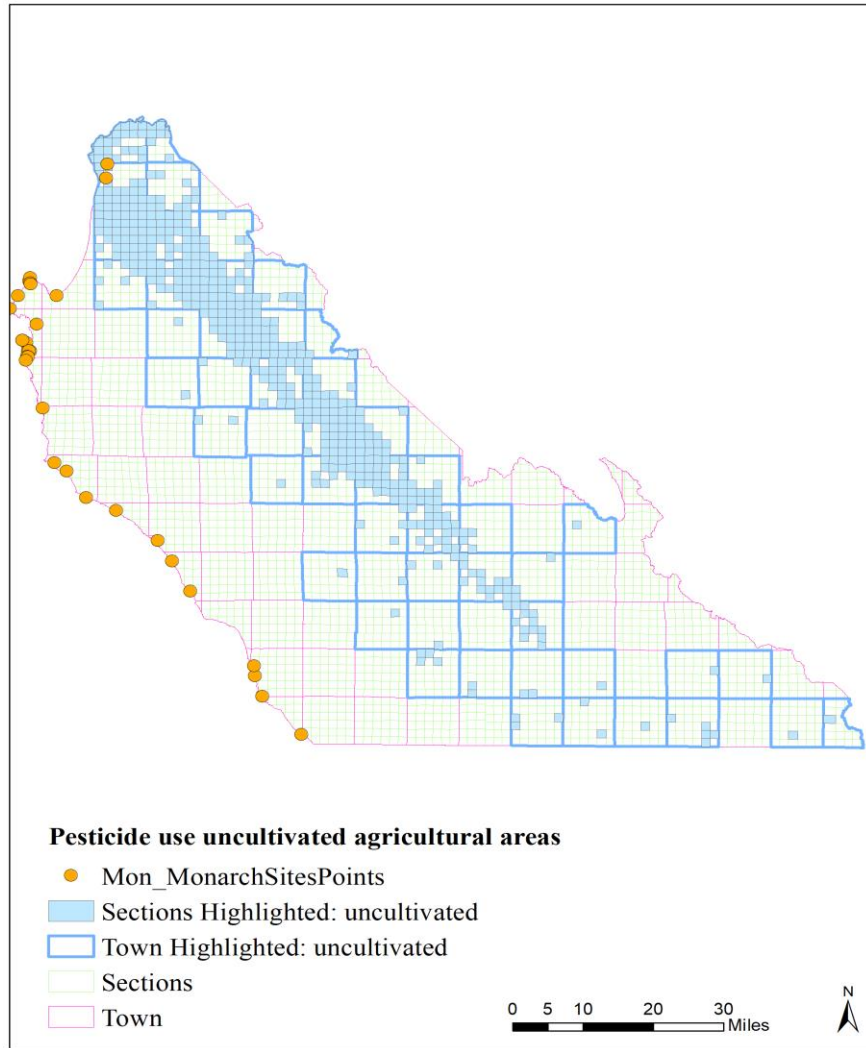 Pesticide use uncultivated agricultural areas
Mon_MonarchSitesPoints
Sections Highlighted: uncultivated
Town Highlighted: uncultivated
Sections
Town
0 5 10 20 30
Miles
N